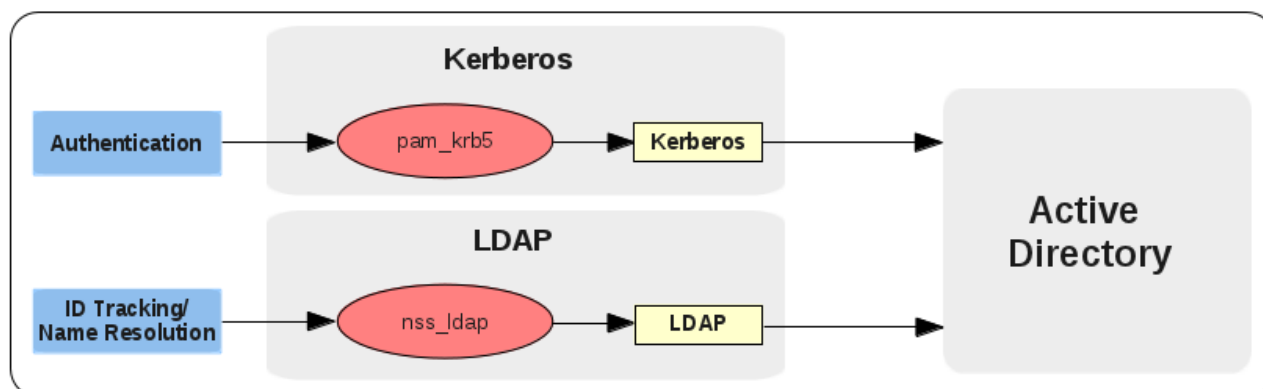 Kerberos
Authentication
pam_krb5
Kerberos
Active
Directory
LDAP
ID Tracking/
Name Resolution
nss_ldap
LDAP